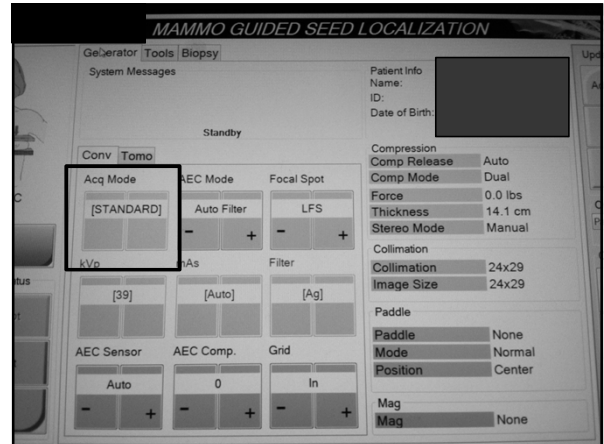 MAMMO GUIDED SEED LOCALIZATION
Generator Tools Biopsy
System Messages
Standby
Patient Info
Name:
ID:
Date of Birth:
Conv Tomo
Acq Mode AEC Mode Focal Spot
[STANDARD] Auto Filter LFS
- + - +
kVp mAs Filter
[39] [Auto] [Ag]
AEC Sensor AEC Comp. Grid
Auto 0 In
- + - + - +
Compression
Comp Release Auto
Comp Mode Dual
Force 0.0 lbs
Thickness 14.1 cm
Stereo Mode Manual
Collimation
Collimation 24x29
Image Size 24x29
Paddle
Paddle None
Mode Normal
Position Center
Mag
Mag None